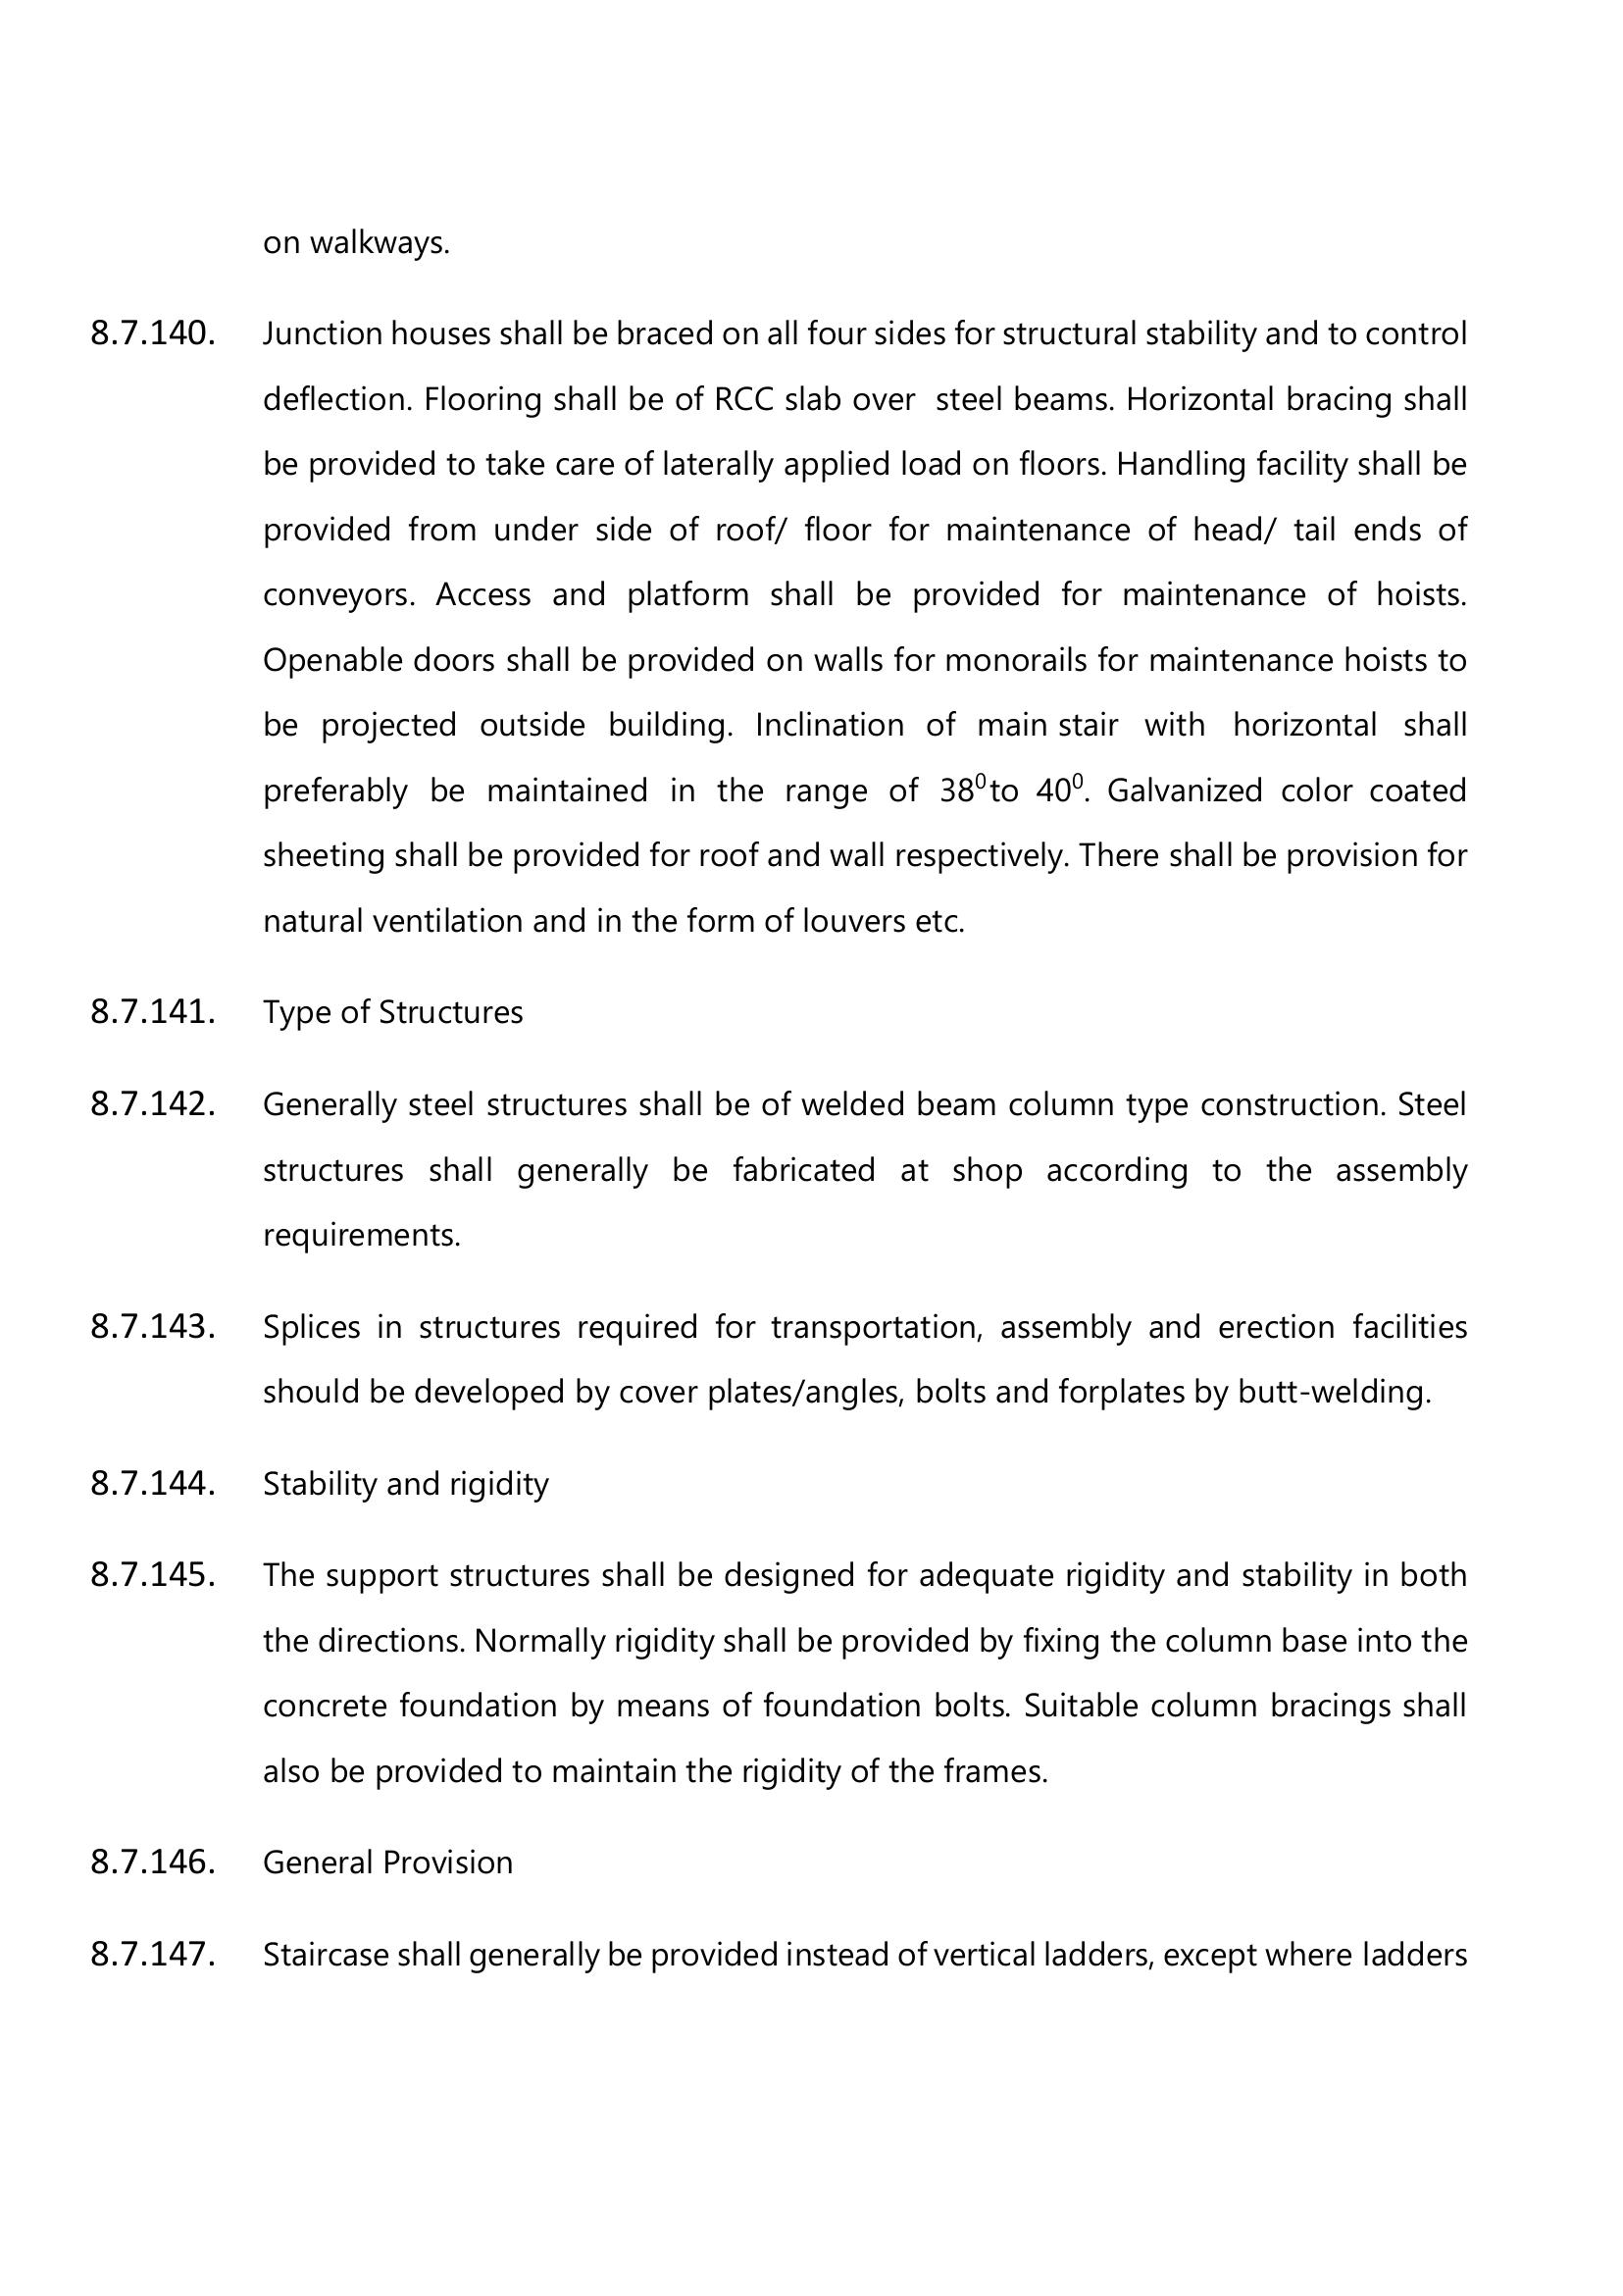 on walkways.
8.7.140. Junction houses shall be braced on all four sides for structural stability and to control
deflection. Flooring shall be of RCC slab over steel beams. Horizontal bracing shall
be provided to take care of laterally applied load on floors. Handling facility shall be
provided from under side of roof/ floor for maintenance of head/ tail ends of
conveyors. Access and platform shall be provided for maintenance of hoists.
Openable doors shall be provided on walls for monorails for maintenance hoists to
be projected outside building. Inclination of main stair with horizontal shall
preferably be maintained in the range of 38⁰to 40⁰. Galvanized color coated
sheeting shall be provided for roof and wall respectively. There shall be provision for
natural ventilation and in the form of louvers etc.
8.7.141. Type of Structures
8.7.142. Generally steel structures shall be of welded beam column type construction. Steel
structures shall generally be fabricated at shop according to the assembly
requirements.
8.7.143. Splices in structures required for transportation, assembly and erection facilities
should be developed by cover plates/angles, bolts and forplates by butt-welding.
8.7.144. Stability and rigidity
8.7.145. The support structures shall be designed for adequate rigidity and stability in both
the directions. Normally rigidity shall be provided by fixing the column base into the
concrete foundation by means of foundation bolts. Suitable column bracings shall
also be provided to maintain the rigidity of the frames.
8.7.146. General Provision
8.7.147. Staircase shall generally be provided instead of vertical ladders, except where ladders